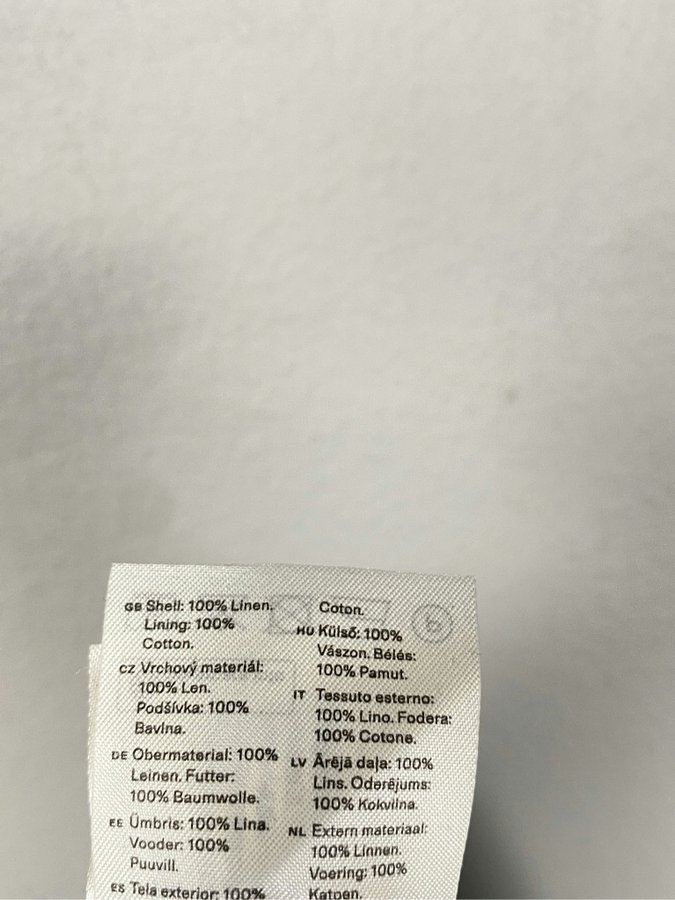 GB Shell: 100% Linen.
Lining: 100%
Cotton.
CZ Vrchový materiál:
100% Len.
Podšívka: 100%
Bavlna.
DE Obermaterial: 100%
Leinen. Futter:
100% Baumwolle.
EE Ümbris: 100% Lina.
Vooder: 100%
Puuvill.
ES Tela exterior: 100%
Coton.
HU Külső: 100%
Vászon. Bélés:
100% Pamut.
IT Tessuto esterno:
100% Lino. Fodera:
100% Cotone.
LV Ārējā daļa: 100%
Lins. Oderējums:
100% Kokvilna.
NL Extern materiaal:
100% Linnen.
Voering: 100%
Katoen.